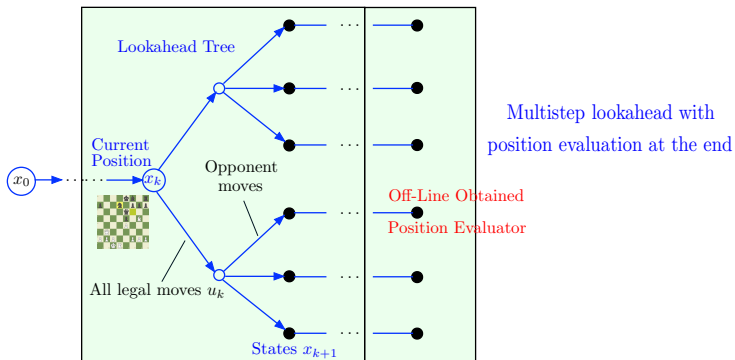 Lookahead Tree
Multistep lookahead with
position evaluation at the end
Current
Position
x₀
xₖ
Opponent
moves
Off-Line Obtained
Position Evaluator
All legal moves uₖ
States xₖ₊₁